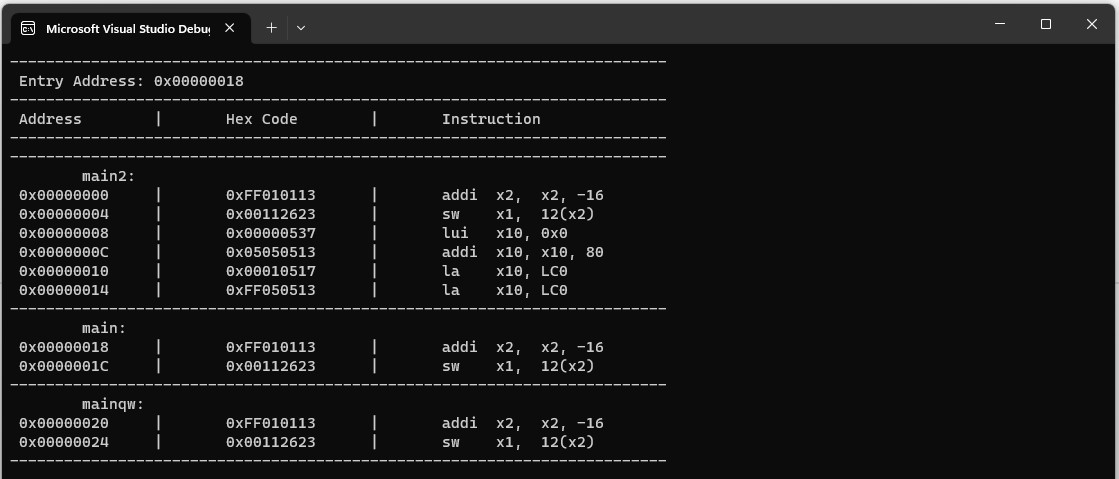 Microsoft Visual Studio Debu
--------------------------------------------------------------------------
Entry Address: 0x00000018
--------------------------------------------------------------------------
Address | Hex Code | Instruction
--------------------------------------------------------------------------
--------------------------------------------------------------------------
main2:
0x00000000 | 0xFF010113 | addi x2, x2, -16
0x00000004 | 0x00112623 | sw x1, 12(x2)
0x00000008 | 0x00000537 | lui x10, 0x0
0x0000000C | 0x05050513 | addi x10, x10, 80
0x00000010 | 0x00010517 | la x10, LC0
0x00000014 | 0xFF050513 | la x10, LC0
--------------------------------------------------------------------------
main:
0x00000018 | 0xFF010113 | addi x2, x2, -16
0x0000001C | 0x00112623 | sw x1, 12(x2)
--------------------------------------------------------------------------
mainqw:
0x00000020 | 0xFF010113 | addi x2, x2, -16
0x00000024 | 0x00112623 | sw x1, 12(x2)
--------------------------------------------------------------------------